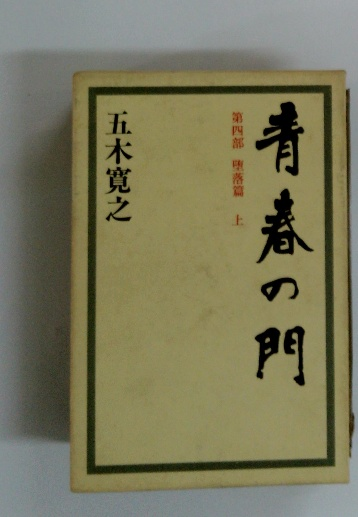 青春の門
第四部 堕落篇 上
五木寛之